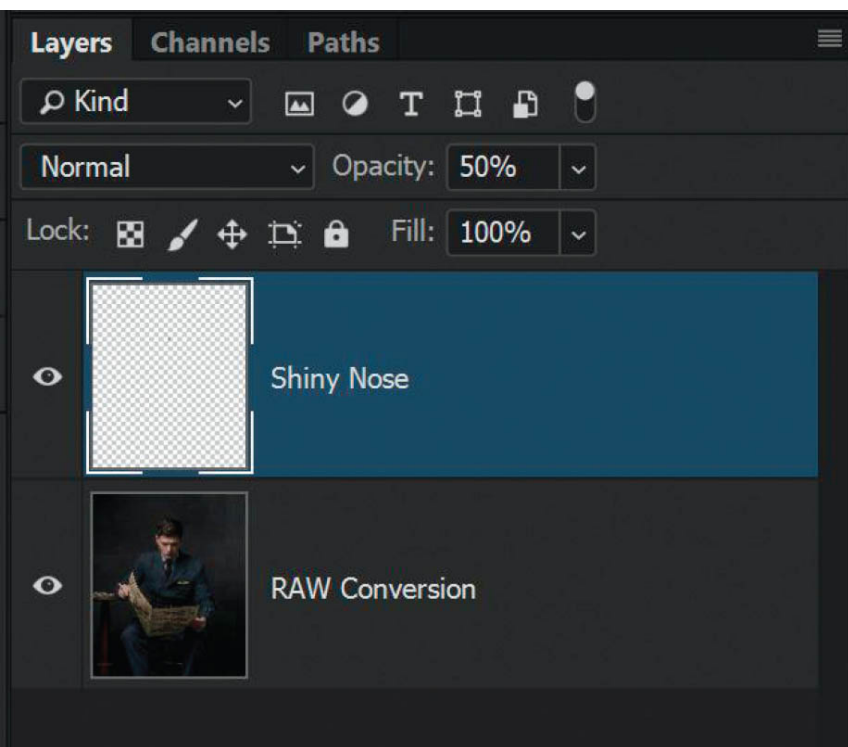 Layers Channels Paths
Kind
Normal Opacity: 50%
Lock: Fill: 100%
Shiny Nose
RAW Conversion